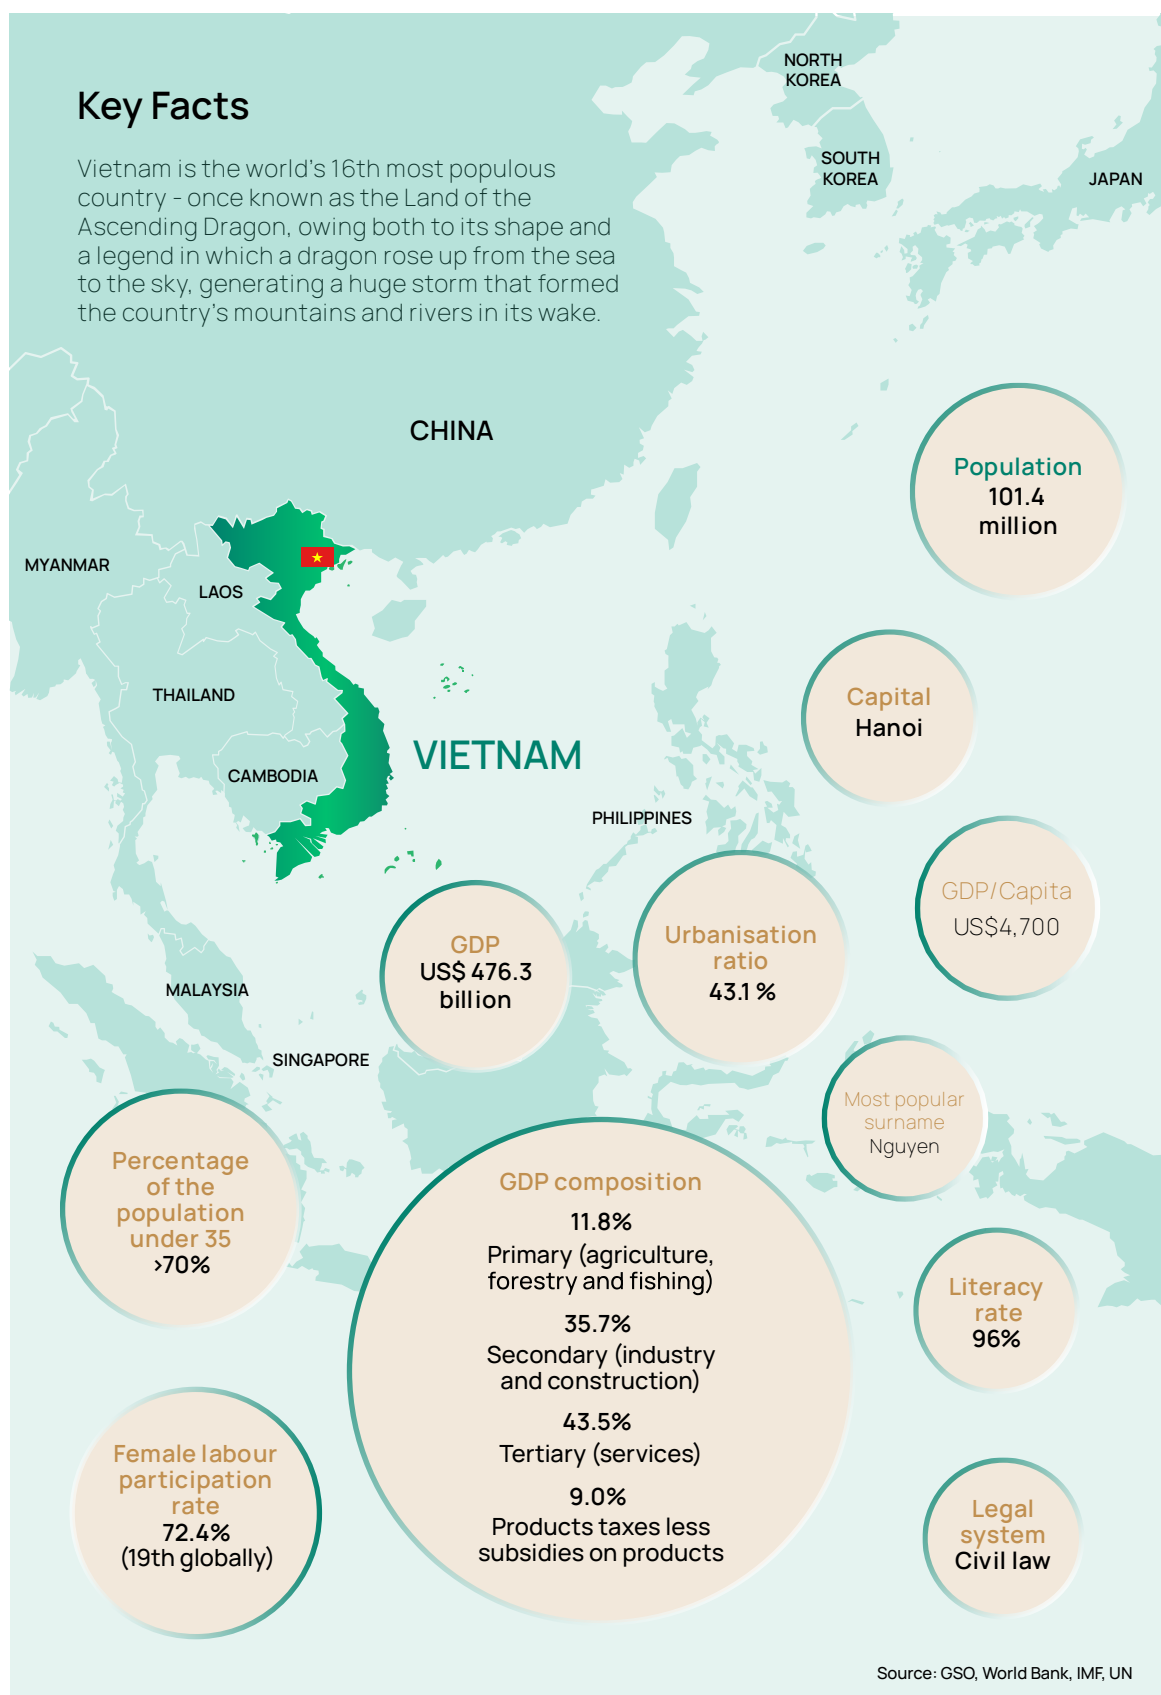 Key Facts
Vietnam is the world's 16th most populous
country - once known as the Land of the
Ascending Dragon, owing both to its shape and
a legend in which a dragon rose up from the sea
to the sky, generating a huge storm that formed
the country's mountains and rivers in its wake.
NORTH
KOREA
SOUTH
KOREA
JAPAN
CHINA
MYANMAR
LAOS
THAILAND
CAMBODIA
VIETNAM
PHILIPPINES
MALAYSIA
SINGAPORE
Population
101.4
million
Capital
Hanoi
GDP/Capita
US$4,700
GDP
US$ 476.3
billion
Urbanisation
ratio
43.1 %
Most popular
surname
Nguyen
Percentage
of the
population
under 35
>70%
GDP composition
11.8%
Primary (agriculture,
forestry and fishing)
35.7%
Secondary (industry
and construction)
43.5%
Tertiary (services)
9.0%
Products taxes less
subsidies on products
Literacy
rate
96%
Female labour
participation
rate
72.4%
(19th globally)
Legal
system
Civil law
Source: GSO, World Bank, IMF, UN